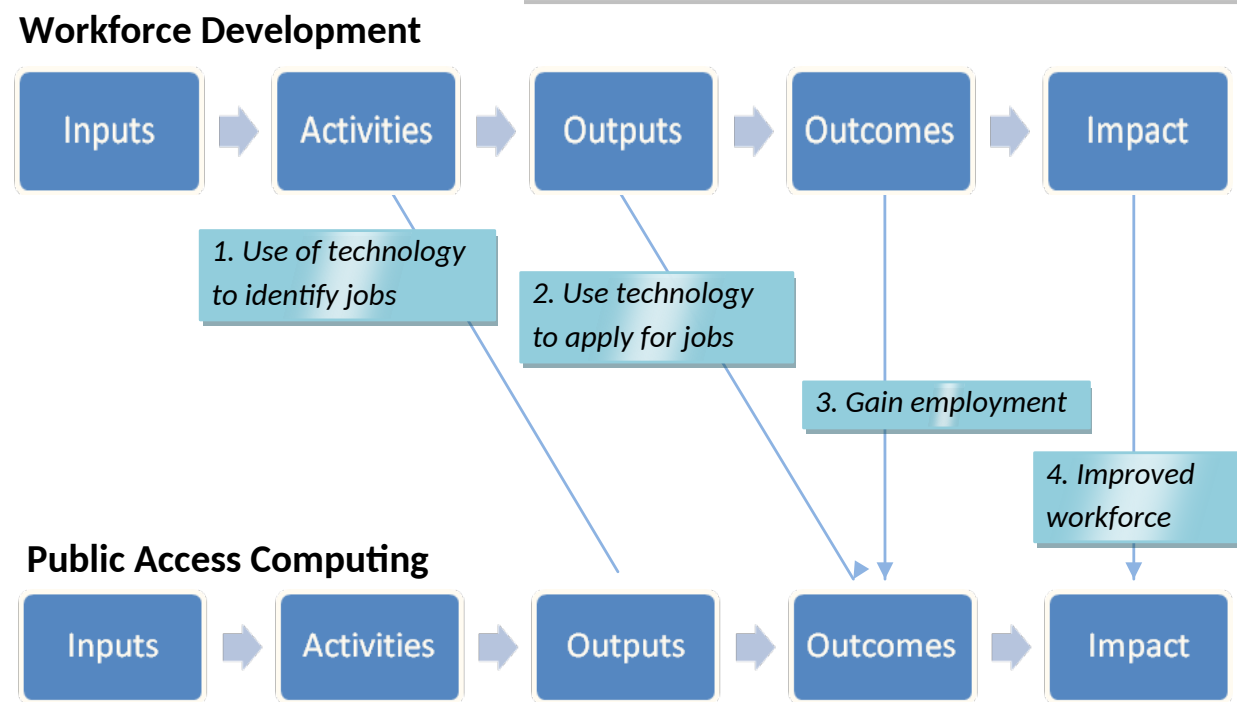 Workforce Development
Inputs
Activities
Outputs
Outcomes
Impact
1. Use of technology
to identify jobs
2. Use technology
to apply for jobs
3. Gain employment
4. Improved
workforce
Public Access Computing
Inputs
Activities
Outputs
Outcomes
Impact